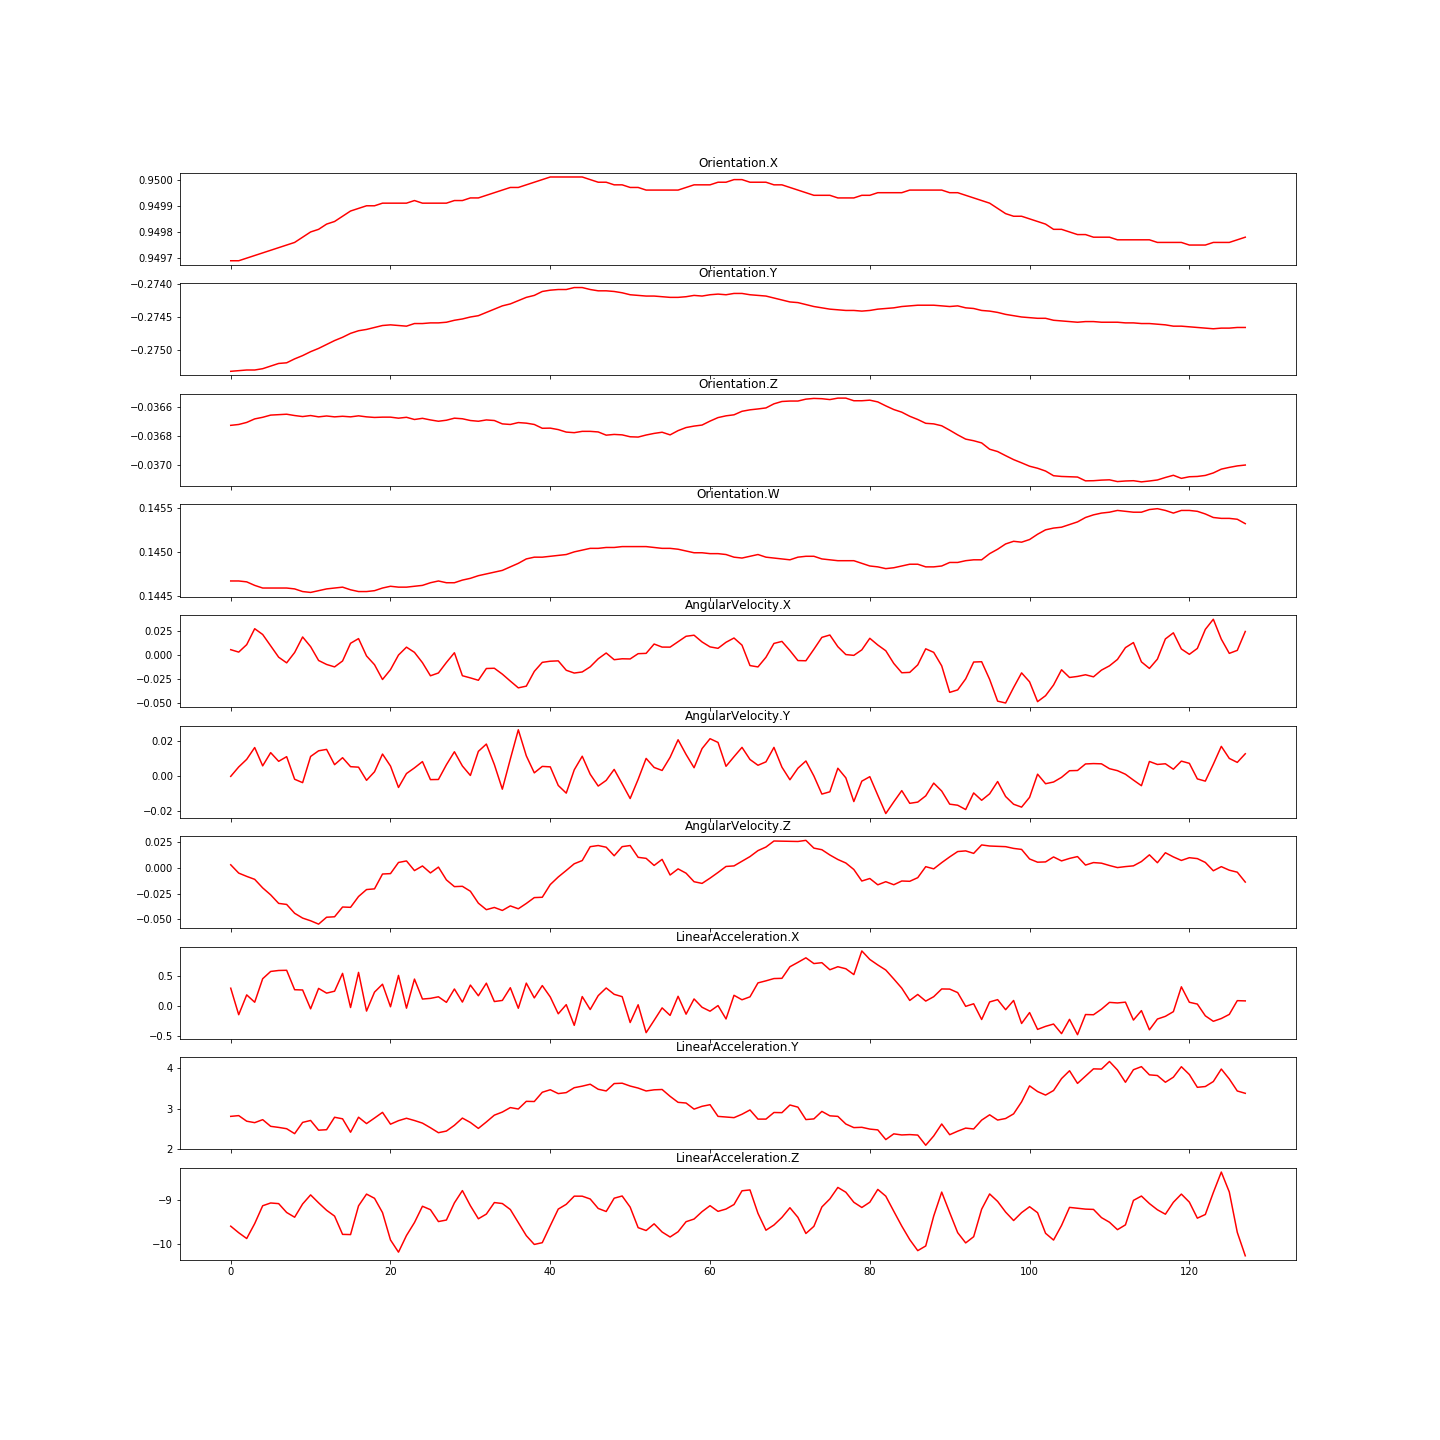 Orientation.X
0.9500
0.9499
0.9498
0.9497
Orientation.Y
−0.2740
−0.2745
−0.2750
Orientation.Z
−0.0366
−0.0368
−0.0370
Orientation.W
0.1455
0.1450
0.1445
AngularVelocity.X
0.025
0.000
−0.025
−0.050
AngularVelocity.Y
0.02
0.00
−0.02
AngularVelocity.Z
0.025
0.000
−0.025
−0.050
LinearAcceleration.X
0.5
0.0
−0.5
LinearAcceleration.Y
4
3
2
LinearAcceleration.Z
−9
−10
0 20 40 60 80 100 120